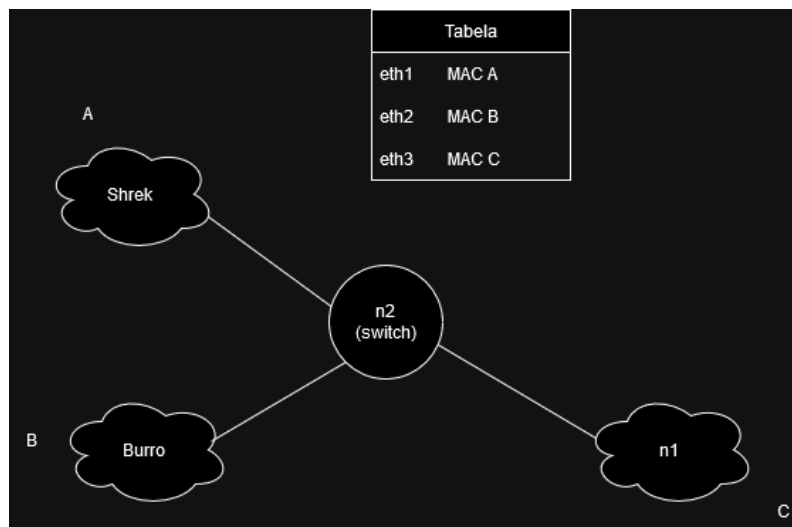 Tabela
eth1 MAC A
eth2 MAC B
eth3 MAC C
A
Shrek
n2
(switch)
B
Burro
n1
C